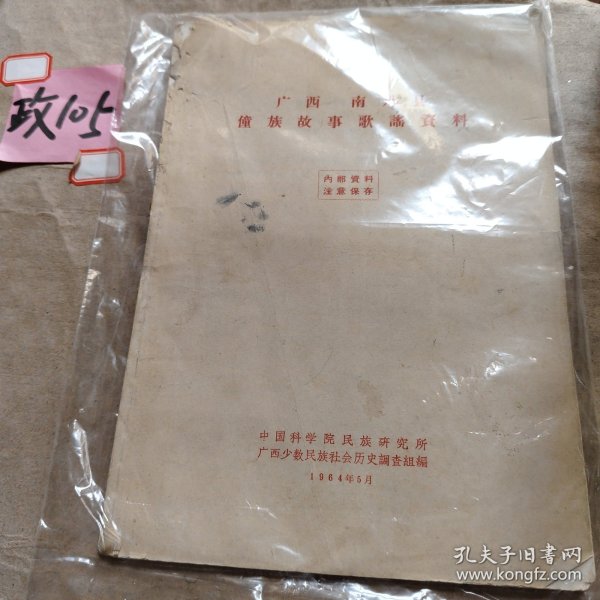 政105
广西 南
僮族故事歌謠資料
內部資料
注意保存
中国科学院民族研究所
广西少数民族社会历史調查組編
1964年5月
孔夫子旧书网
www.kongfz.com